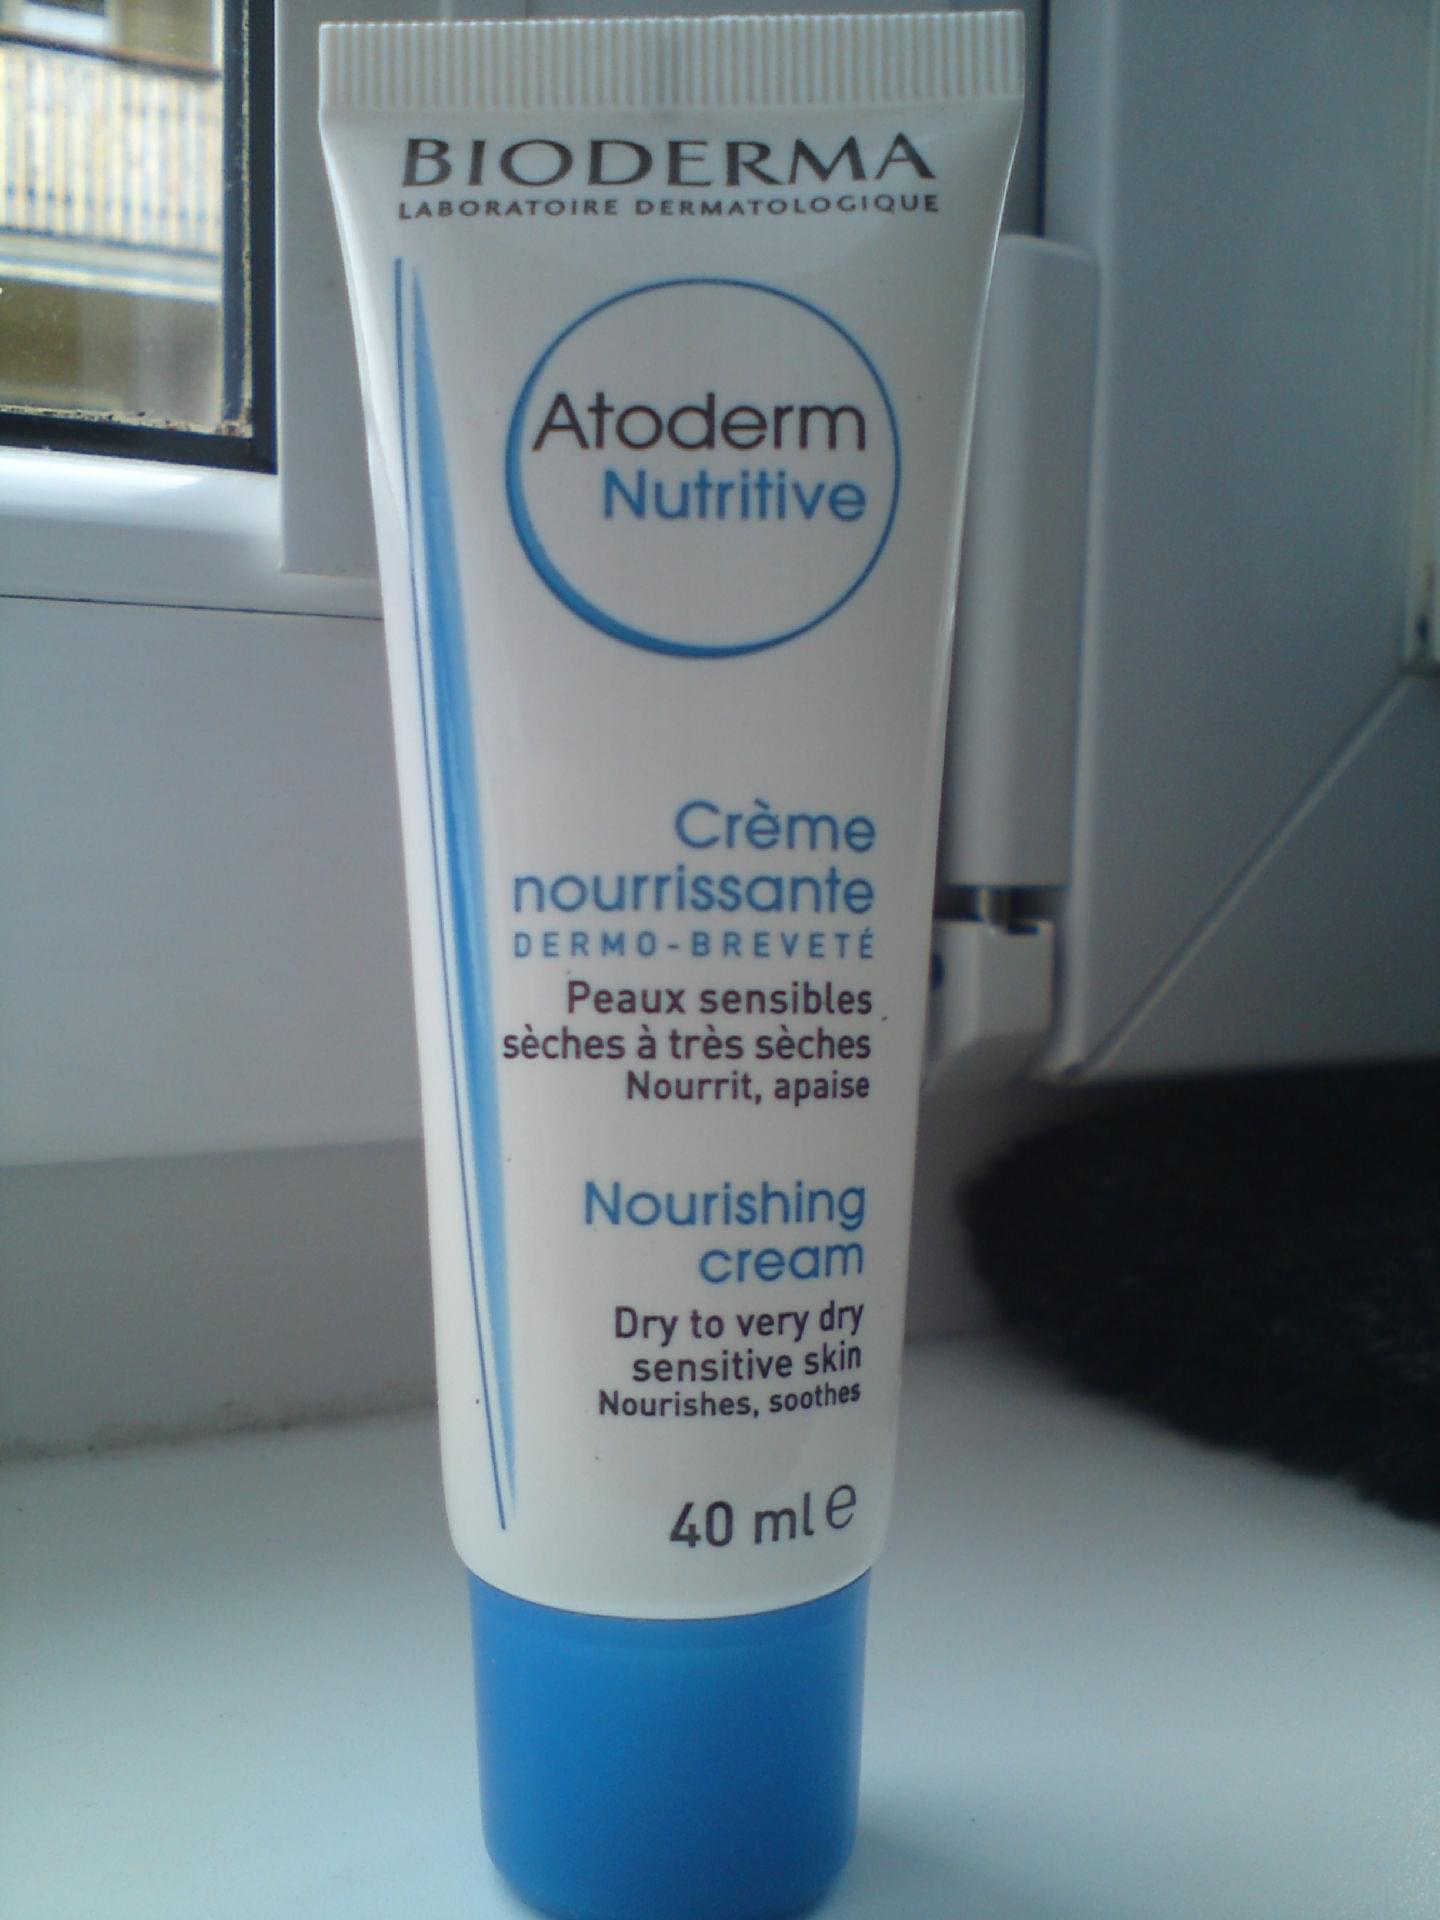 BIODERMA
LABORATOIRE DERMATOLOGIQUE
Atoderm
Nutritive
Crème
nourrissante
DERMO-BREVETÉ
Peaux sensibles
sèches à très sèches
Nourrit, apaise
Nourishing
cream
Dry to very dry
sensitive skin
Nourishes, soothes
40 ml e